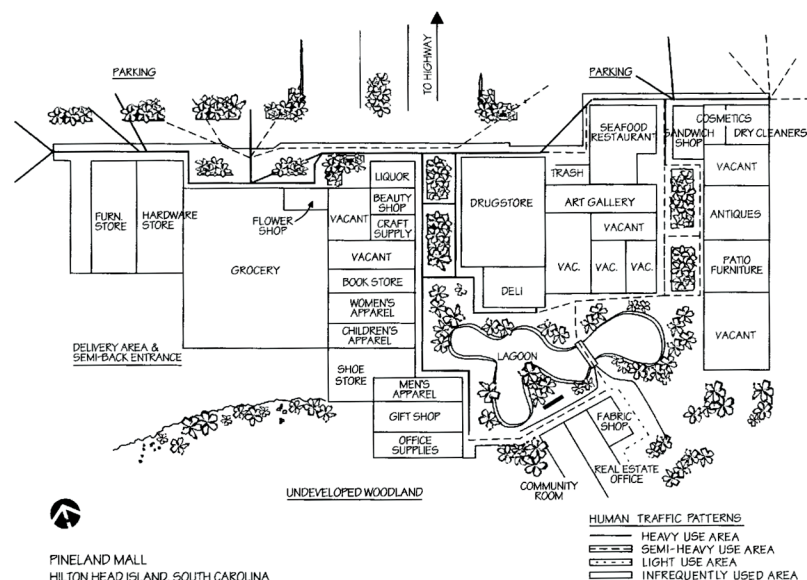 PARKING
TO HIGHWAY
PARKING
COSMETICS
SEAFOOD
RESTAURANT
SANDWICH
SHOP
DRY CLEANERS
LIQUOR
TRASH
VACANT
FURN.
STORE
HARDWARE
STORE
FLOWER
SHOP
VACANT
BEAUTY
SHOP
CRAFT
SUPPLY
DRUGSTORE
ART GALLERY
VACANT
ANTIQUES
GROCERY
VACANT
BOOK STORE
WOMEN'S
APPAREL
CHILDREN'S
APPAREL
DELI
VAC.
VAC.
VAC.
PATIO
FURNITURE
DELIVERY AREA &
SEMI-BACK ENTRANCE
LAGOON
VACANT
SHOE
STORE
MEN'S
APPAREL
GIFT SHOP
OFFICE
SUPPLIES
FABRIC
SHOP
REAL ESTATE
OFFICE
COMMUNITY
ROOM
UNDEVELOPED WOODLAND
PINELAND MALL
HILTON HEAD ISLAND, SOUTH CAROLINA
HUMAN TRAFFIC PATTERNS
HEAVY USE AREA
SEMI-HEAVY USE AREA
LIGHT USE AREA
INFREQUENTLY USED AREA